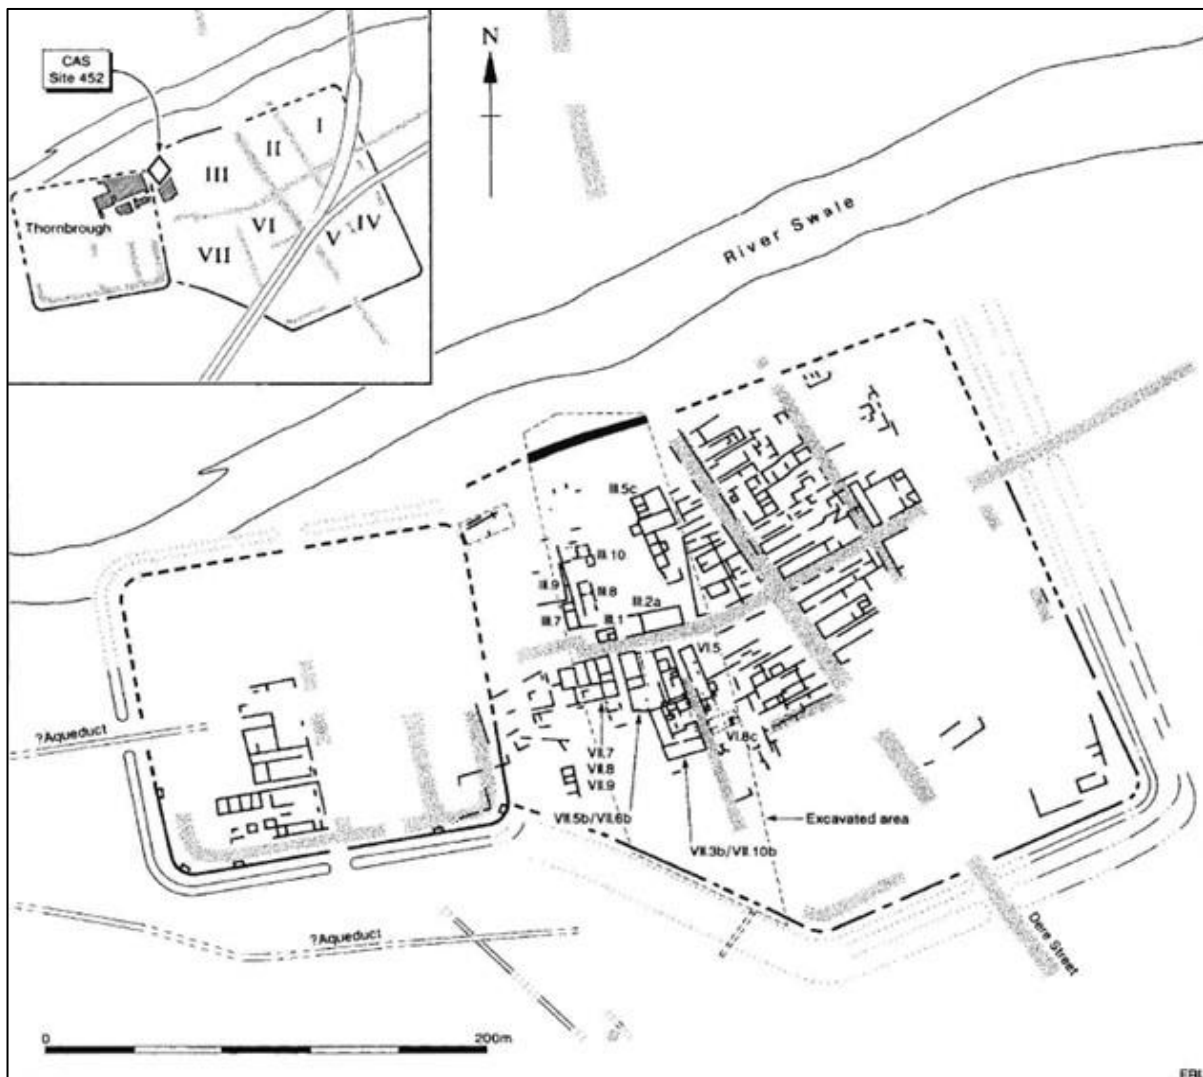 CAS
Site 452
N
I
II
III
Thornbrough
VI
V
IV
VII
River Swale
III.5c
III.10
III.9
III.8
III.7
III.1
III.2a
VI.5
?Aqueduct
VI.8c
VII.7
VII.8
VII.9
VII.5b/VII.6b
Excavated area
VII.3b/VII.10b
?Aqueduct
Dere Street
0
200m